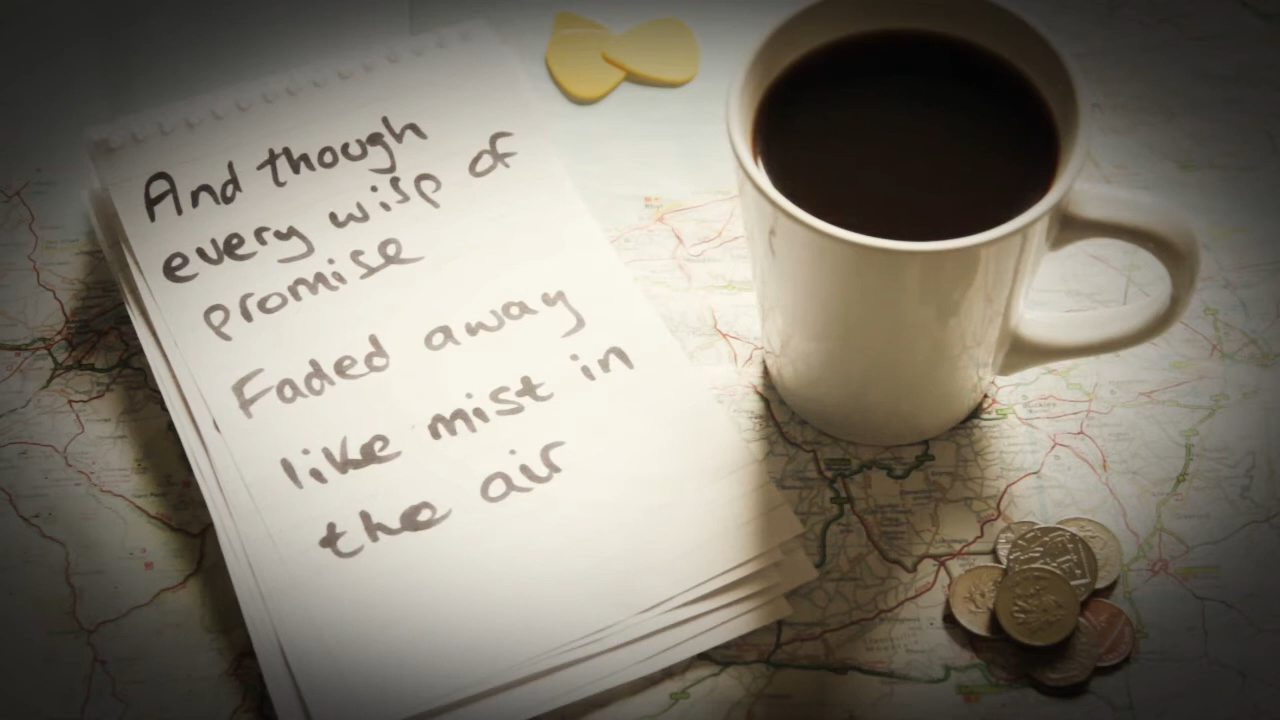 And though
every wisp of
promise
Faded away
like mist in
the air